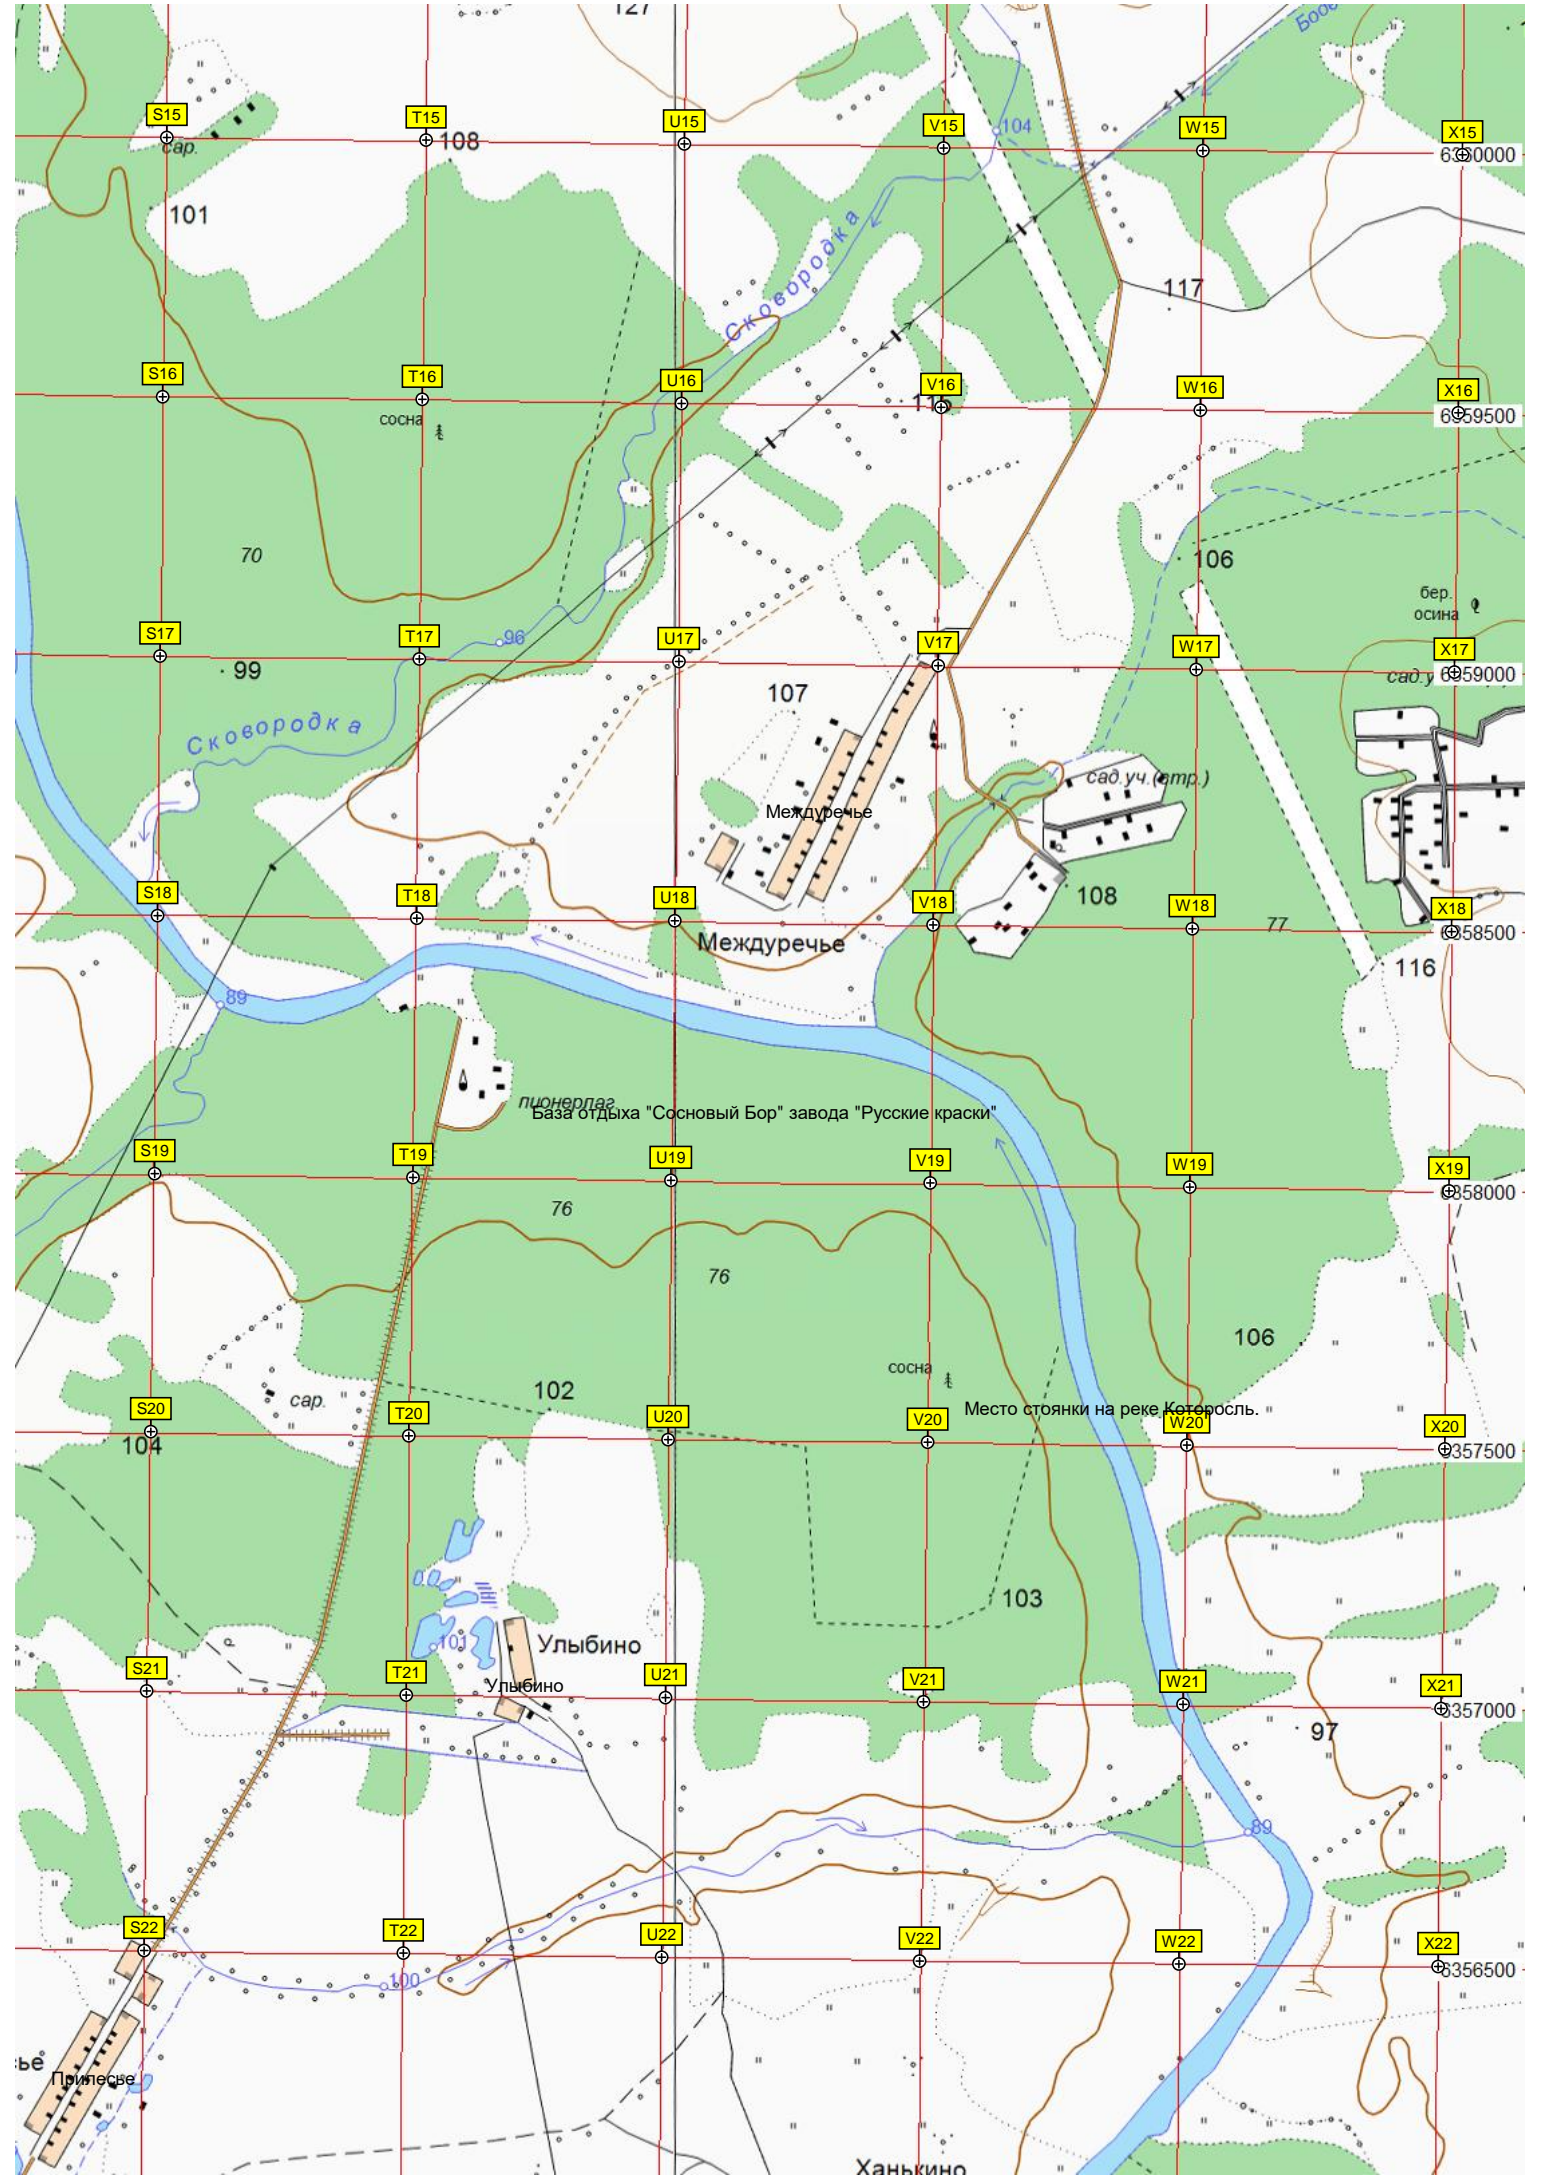 127
Боов
S15
T15
U15
V15
W15
X15
104
сар.
108
6360000
101
Сковородка
117
S16
T16
U16
V16
W16
X16
сосна
6359500
70
106
бер.
осина
S17
T17
U17
V17
W17
X17
96
99
сад.у
6359000
107
Сковородка
сад.уч.(стр.)
Междуречье
S18
T18
U18
V18
W18
X18
108
77
6358500
Междуречье
116
89
пионерлаг.
База отдыха "Сосновый Бор" завода "Русские краски"
S19
T19
U19
V19
W19
X19
6358000
76
76
106
сосна
102
сар.
Место стоянки на реке Которосль.
S20
T20
U20
V20
W20
X20
104
6357500
103
101
Улыбино
S21
T21
U21
V21
W21
X21
Улыбино
6357000
97
89
S22
T22
U22
V22
W22
X22
100
6356500
ье
Прилесье
Ханькино